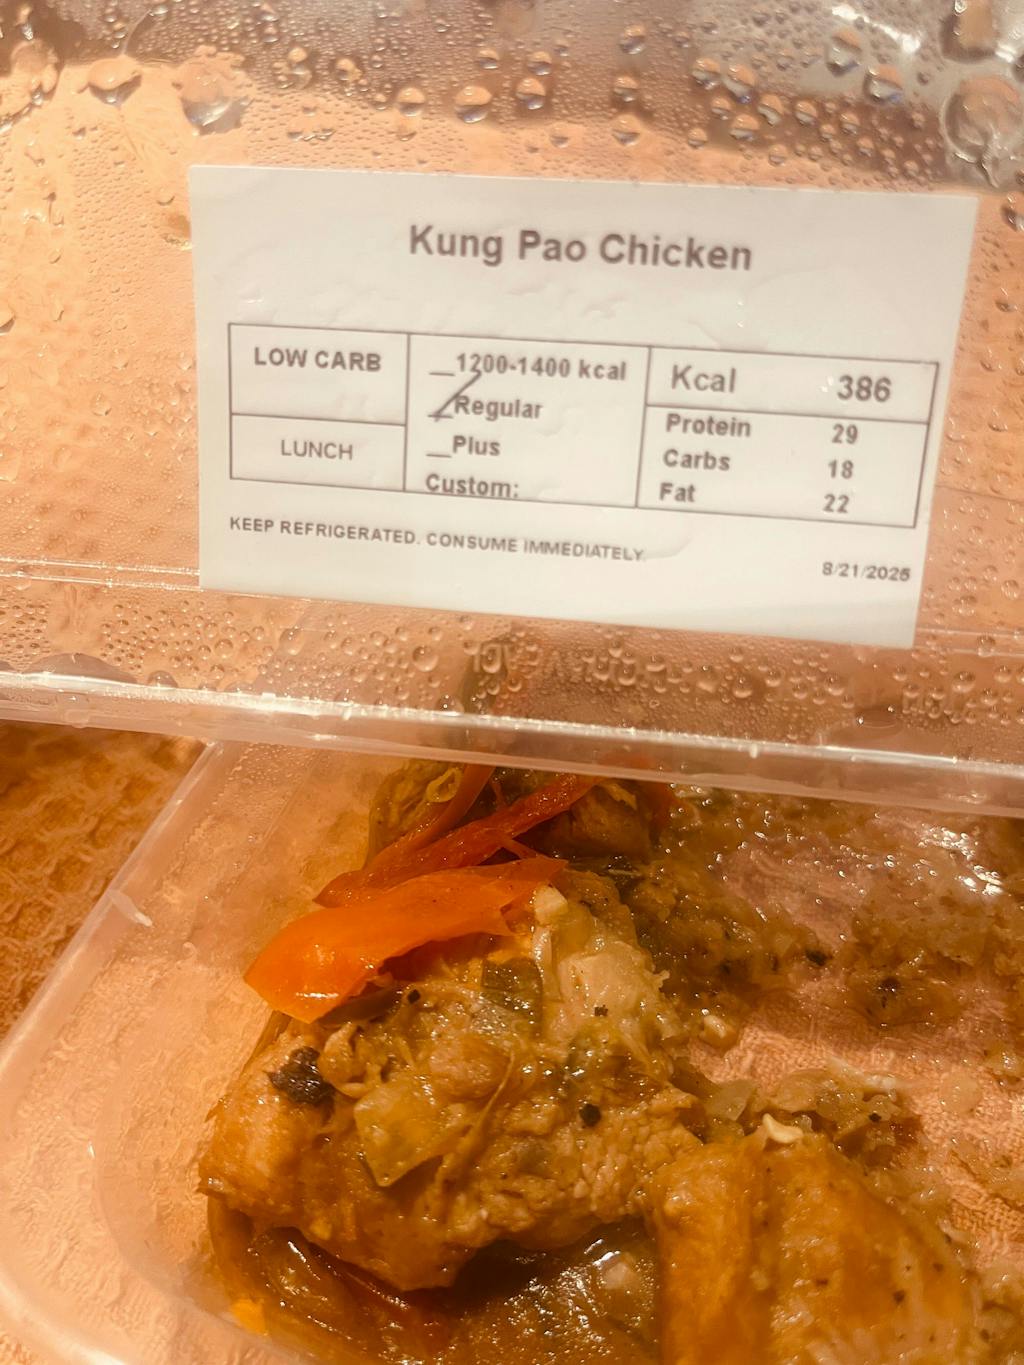 Kung Pao Chicken
LOW CARB
LUNCH
__1200-1400 kcal
__Regular
__Plus
Custom:
Kcal 386
Protein 29
Carbs 18
Fat 22
KEEP REFRIGERATED. CONSUME IMMEDIATELY.
8/21/2025